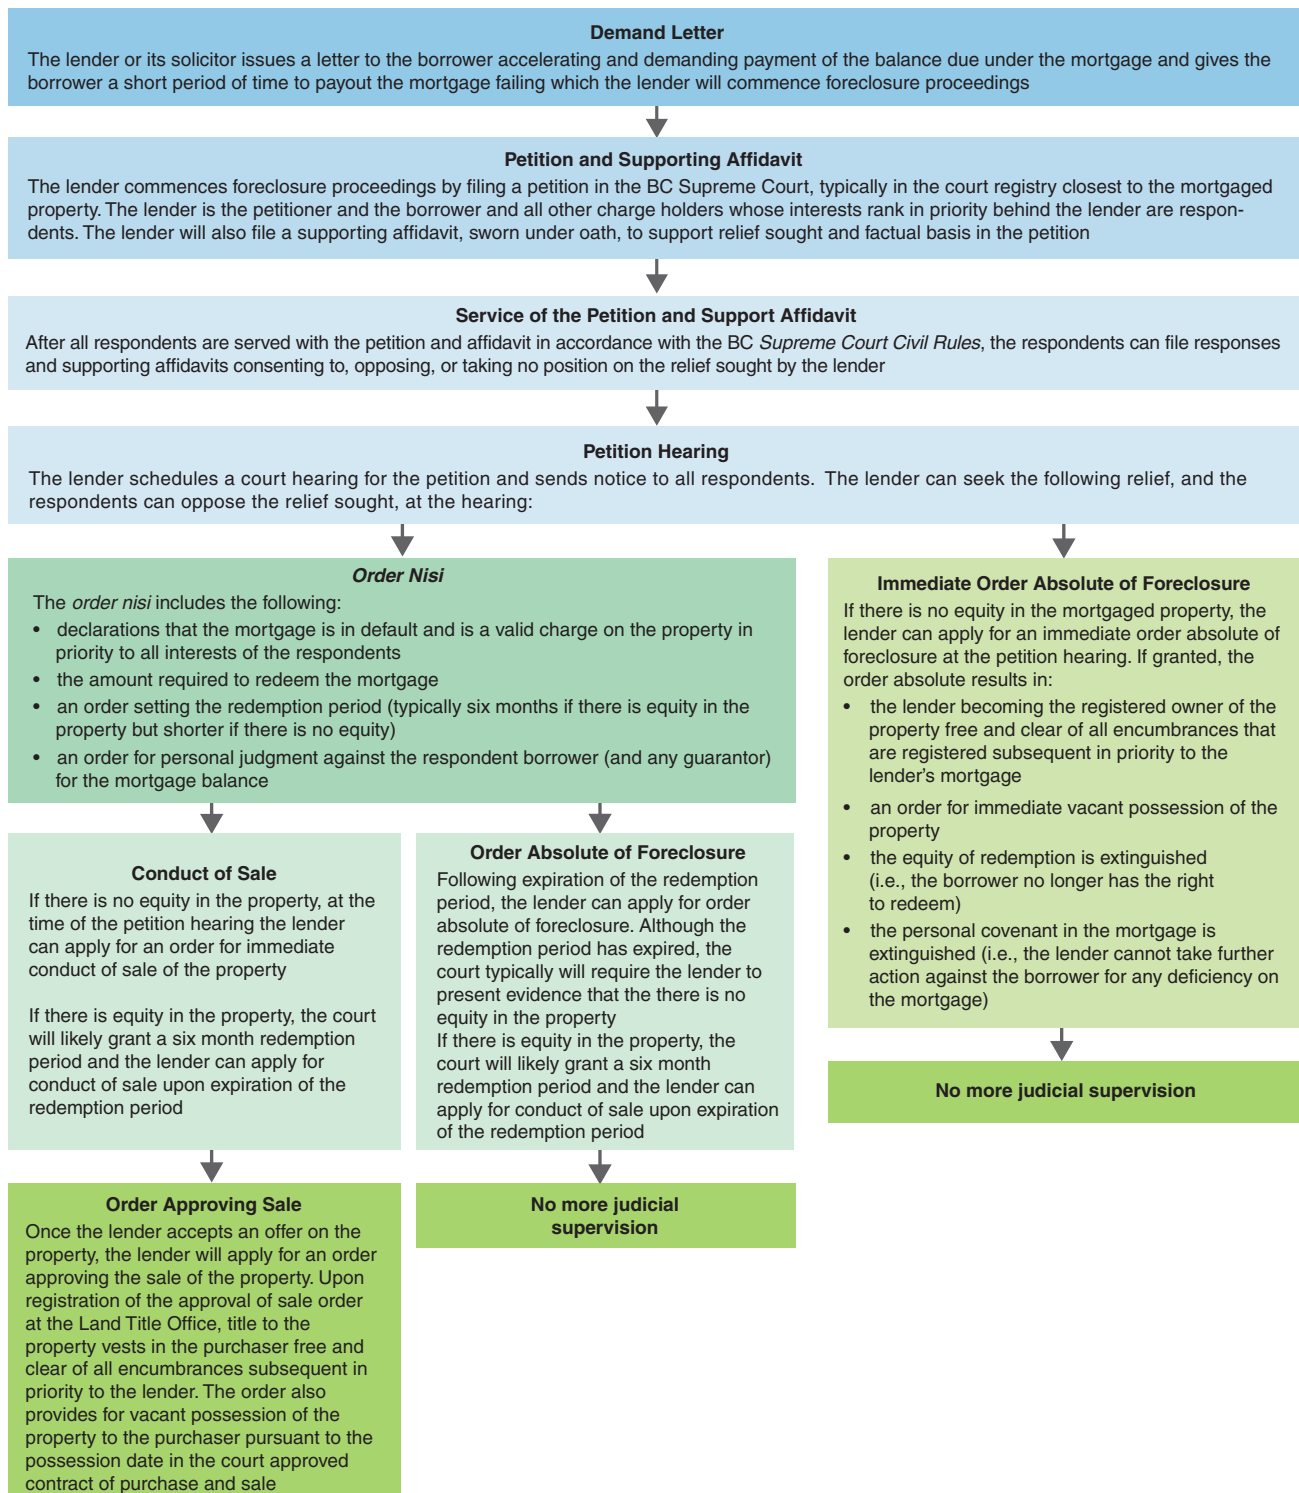 Demand Letter
The lender or its solicitor issues a letter to the borrower accelerating and demanding payment of the balance due under the mortgage and gives the
borrower a short period of time to payout the mortgage failing which the lender will commence foreclosure proceedings
Petition and Supporting Affidavit
The lender commences foreclosure proceedings by filing a petition in the BC Supreme Court, typically in the court registry closest to the mortgaged
property. The lender is the petitioner and the borrower and all other charge holders whose interests rank in priority behind the lender are respon-
dents. The lender will also file a supporting affidavit, sworn under oath, to support relief sought and factual basis in the petition
Service of the Petition and Support Affidavit
After all respondents are served with the petition and affidavit in accordance with the BC Supreme Court Civil Rules, the respondents can file responses
and supporting affidavits consenting to, opposing, or taking no position on the relief sought by the lender
Petition Hearing
The lender schedules a court hearing for the petition and sends notice to all respondents. The lender can seek the following relief, and the
respondents can oppose the relief sought, at the hearing:
Order Nisi
The order nisi includes the following:
• declarations that the mortgage is in default and is a valid charge on the property in
priority to all interests of the respondents
• the amount required to redeem the mortgage
• an order setting the redemption period (typically six months if there is equity in the
property but shorter if there is no equity)
• an order for personal judgment against the respondent borrower (and any guarantor)
for the mortgage balance
Immediate Order Absolute of Foreclosure
If there is no equity in the mortgaged property, the
lender can apply for an immediate order absolute of
foreclosure at the petition hearing. If granted, the
order absolute results in:
• the lender becoming the registered owner of the
property free and clear of all encumbrances that
are registered subsequent in priority to the
lender's mortgage
• an order for immediate vacant possession of the
property
• the equity of redemption is extinguished
(i.e., the borrower no longer has the right
to redeem)
• the personal covenant in the mortgage is
extinguished (i.e., the lender cannot take further
action against the borrower for any deficiency on
the mortgage)
No more judicial supervision
Conduct of Sale
If there is no equity in the property, at the
time of the petition hearing the lender
can apply for an order for immediate
conduct of sale of the property
If there is equity in the property, the court
will likely grant a six month redemption
period and the lender can apply for
conduct of sale upon expiration of the
redemption period
Order Absolute of Foreclosure
Following expiration of the redemption
period, the lender can apply for order
absolute of foreclosure. Although the
redemption period has expired, the
court typically will require the lender to
present evidence that the there is no
equity in the property
If there is equity in the property, the
court will likely grant a six month
redemption period and the lender can
apply for conduct of sale upon expiration
of the redemption period
Order Approving Sale
Once the lender accepts an offer on the
property, the lender will apply for an order
approving the sale of the property. Upon
registration of the approval of sale order
at the Land Title Office, title to the
property vests in the purchaser free and
clear of all encumbrances subsequent in
priority to the lender. The order also
provides for vacant possession of the
property to the purchaser pursuant to the
possession date in the court approved
contract of purchase and sale
No more judicial
supervision